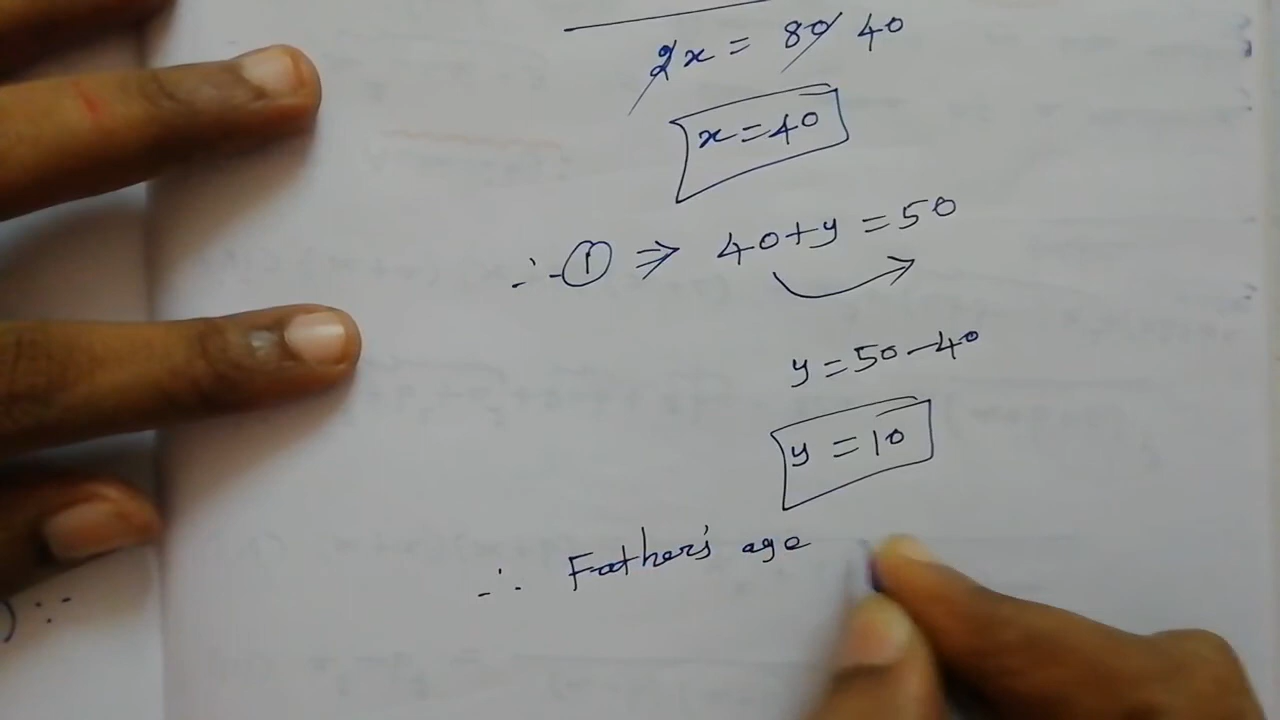 2x = 80 40
x = 40
∴ ① ⇒ 40 + y = 50
y = 50 - 40
y = 10
∴ Father's age
) :-